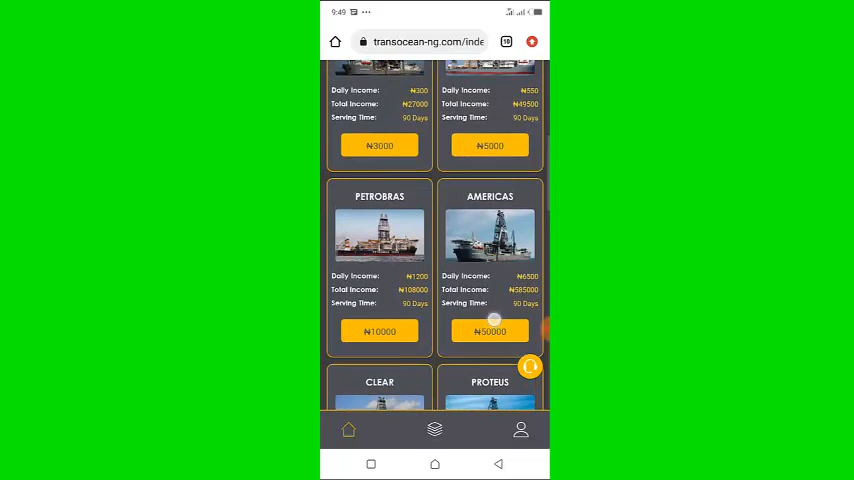 9:49
transocean-ng.com/inde
18
Daily Income: ₦300
Total Income: ₦27000
Serving Time: 90 Days
₦3000
Daily Income: ₦550
Total Income: ₦49500
Serving Time: 90 Days
₦5000
PETROBRAS
Daily Income: ₦1200
Total Income: ₦108000
Serving Time: 90 Days
₦10000
AMERICAS
Daily Income: ₦6500
Total Income: ₦585000
Serving Time: 90 Days
₦50000
CLEAR
PROTEUS